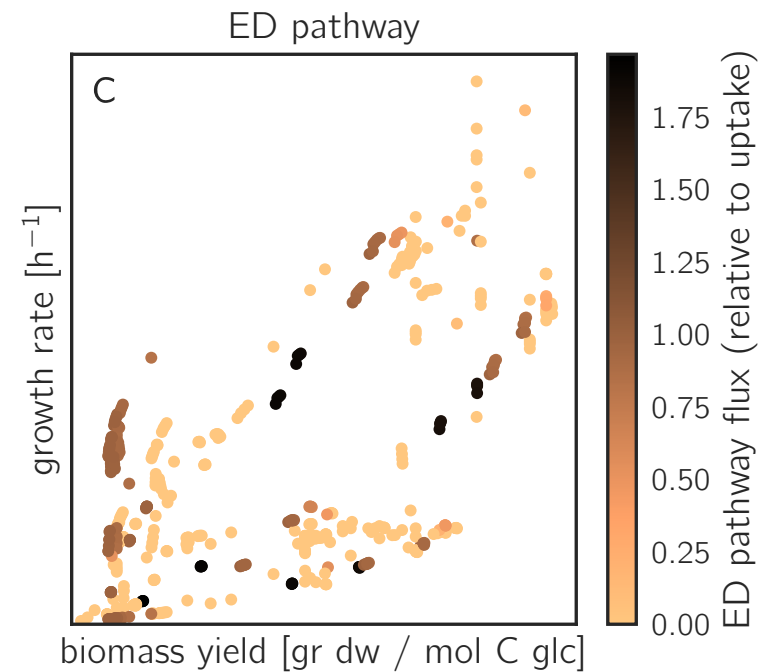 ED pathway
C
growth rate [h⁻¹]
biomass yield [gr dw / mol C glc]
1.75
1.50
1.25
1.00
0.75
0.50
0.25
0.00
ED pathway flux (relative to uptake)